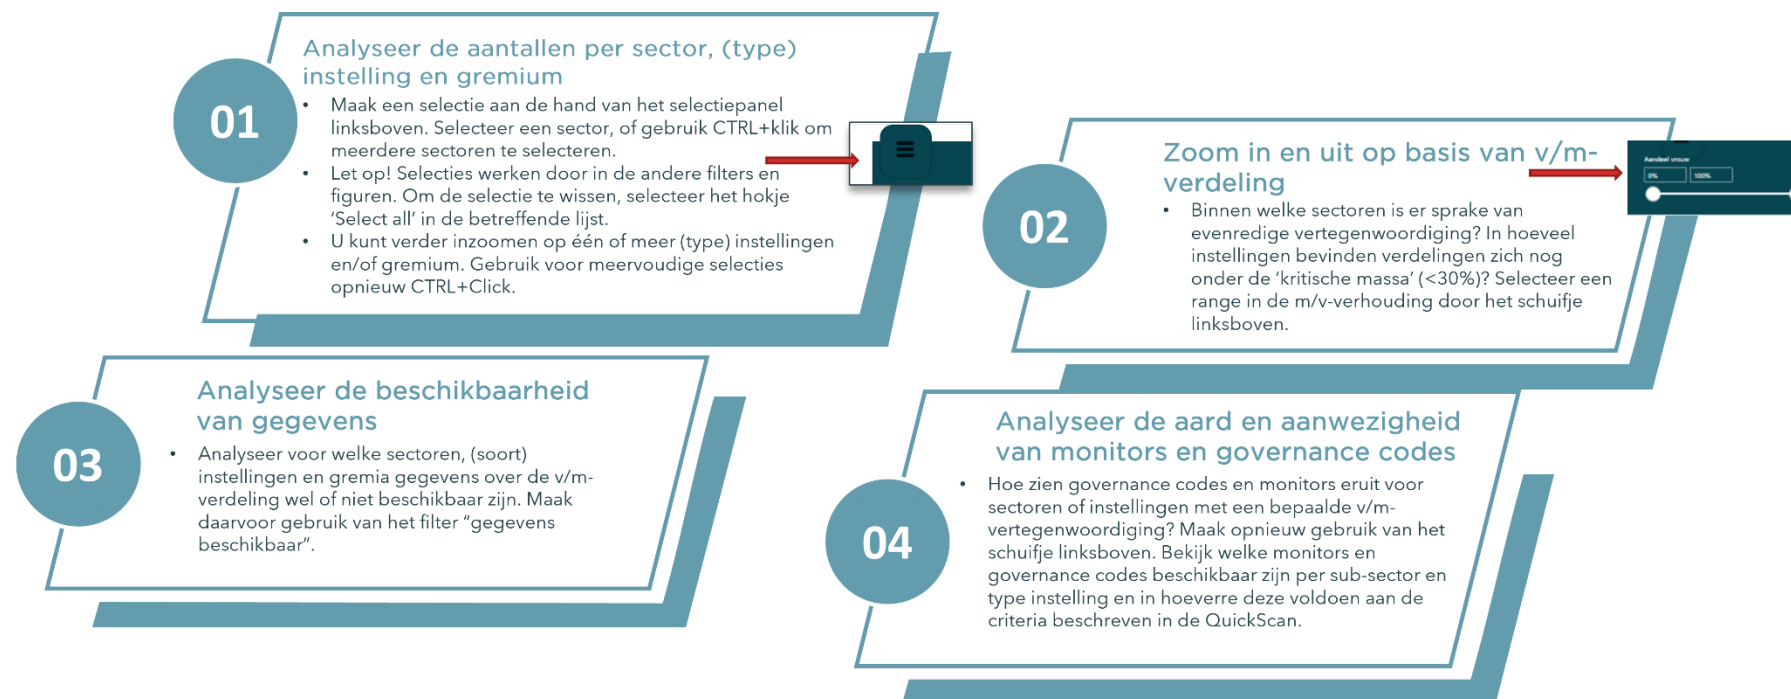 01
Analyseer de aantallen per sector, (type)
instelling en gremium
• Maak een selectie aan de hand van het selectiepanel
linksboven. Selecteer een sector, of gebruik CTRL+klik om
meerdere sectoren te selecteren.
• Let op! Selecties werken door in de andere filters en
figuren. Om de selectie te wissen, selecteer het hokje
‘Select all’ in de betreffende lijst.
• U kunt verder inzoomen op één of meer (type) instellingen
en/of gremium. Gebruik voor meervoudige selecties
opnieuw CTRL+Click.
02
Zoom in en uit op basis van v/m-
verdeling
• Binnen welke sectoren is er sprake van
evenredige vertegenwoordiging? In hoeveel
instellingen bevinden verdelingen zich nog
onder de ‘kritische massa’ (<30%)? Selecteer een
range in de m/v-verhouding door het schuifje
linksboven.
Aandeel vrouw
0% 100%
03
Analyseer de beschikbaarheid
van gegevens
• Analyseer voor welke sectoren, (soort)
instellingen en gremia gegevens over de v/m-
verdeling wel of niet beschikbaar zijn. Maak
daarvoor gebruik van het filter “gegevens
beschikbaar”.
04
Analyseer de aard en aanwezigheid
van monitors en governance codes
• Hoe zien governance codes en monitors eruit voor
sectoren of instellingen met een bepaalde v/m-
vertegenwoordiging? Maak opnieuw gebruik van het
schuifje linksboven. Bekijk welke monitors en
governance codes beschikbaar zijn per sub-sector en
type instelling en in hoeverre deze voldoen aan de
criteria beschreven in de QuickScan.